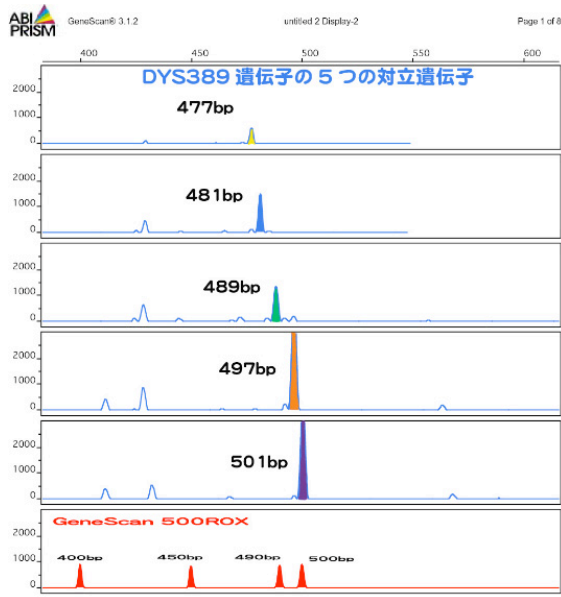 ABI PRISM GeneScan® 3.1.2 untitled 2 Display-2 Page 1 of 8
400 450 500 550 600
DYS389 遺伝子の5つの対立遺伝子
2000
1000
0
477bp
2000
1000
0
481bp
2000
1000
0
489bp
2000
1000
0
497bp
2000
1000
0
501bp
GeneScan 500ROX
2000
1000
0
400bp 450bp 490bp 500bp